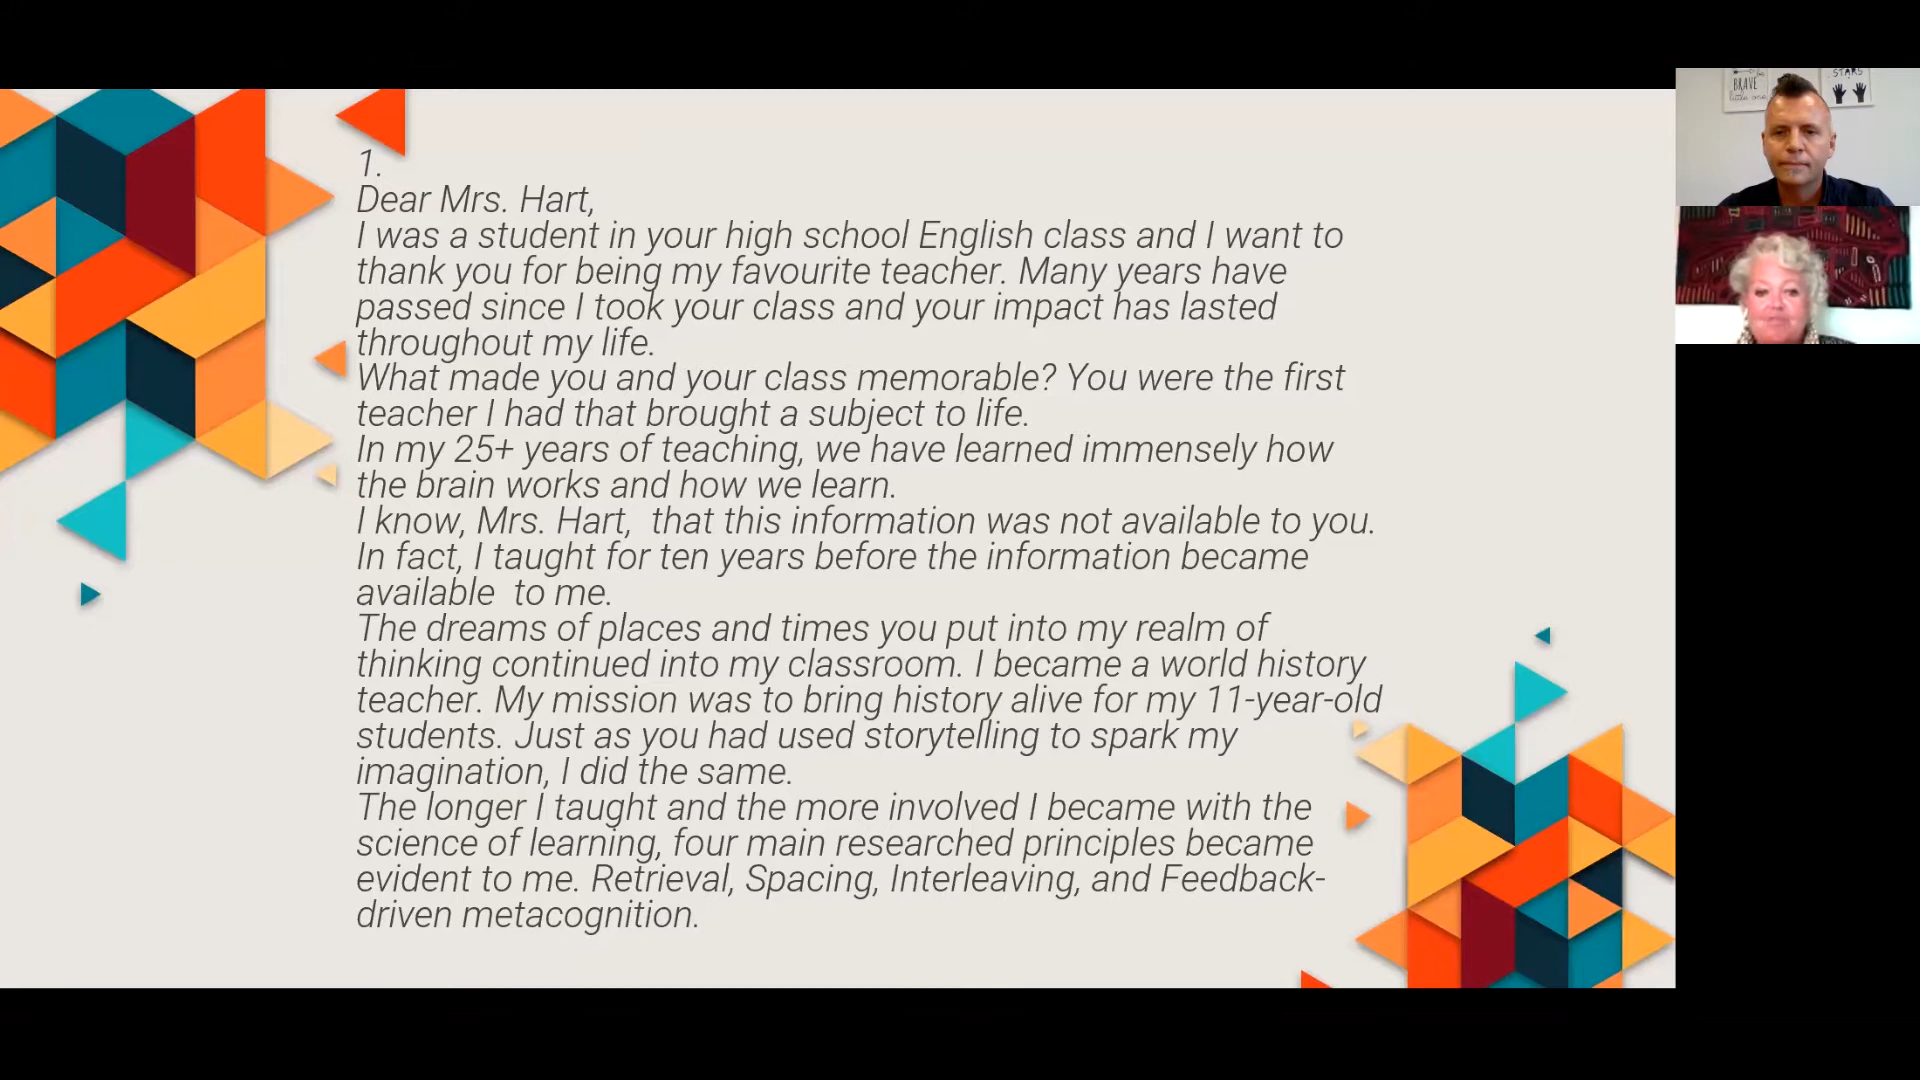 1.
Dear Mrs. Hart,
I was a student in your high school English class and I want to
thank you for being my favourite teacher. Many years have
passed since I took your class and your impact has lasted
throughout my life.
What made you and your class memorable? You were the first
teacher I had that brought a subject to life.
In my 25+ years of teaching, we have learned immensely how
the brain works and how we learn.
I know, Mrs. Hart,  that this information was not available to you.
In fact, I taught for ten years before the information became
available  to me.
The dreams of places and times you put into my realm of
thinking continued into my classroom. I became a world history
teacher. My mission was to bring history alive for my 11-year-old
students. Just as you had used storytelling to spark my
imagination, I did the same.
The longer I taught and the more involved I became with the
science of learning, four main researched principles became
evident to me. Retrieval, Spacing, Interleaving, and Feedback-
driven metacognition.
BRAVE
little one
STARS